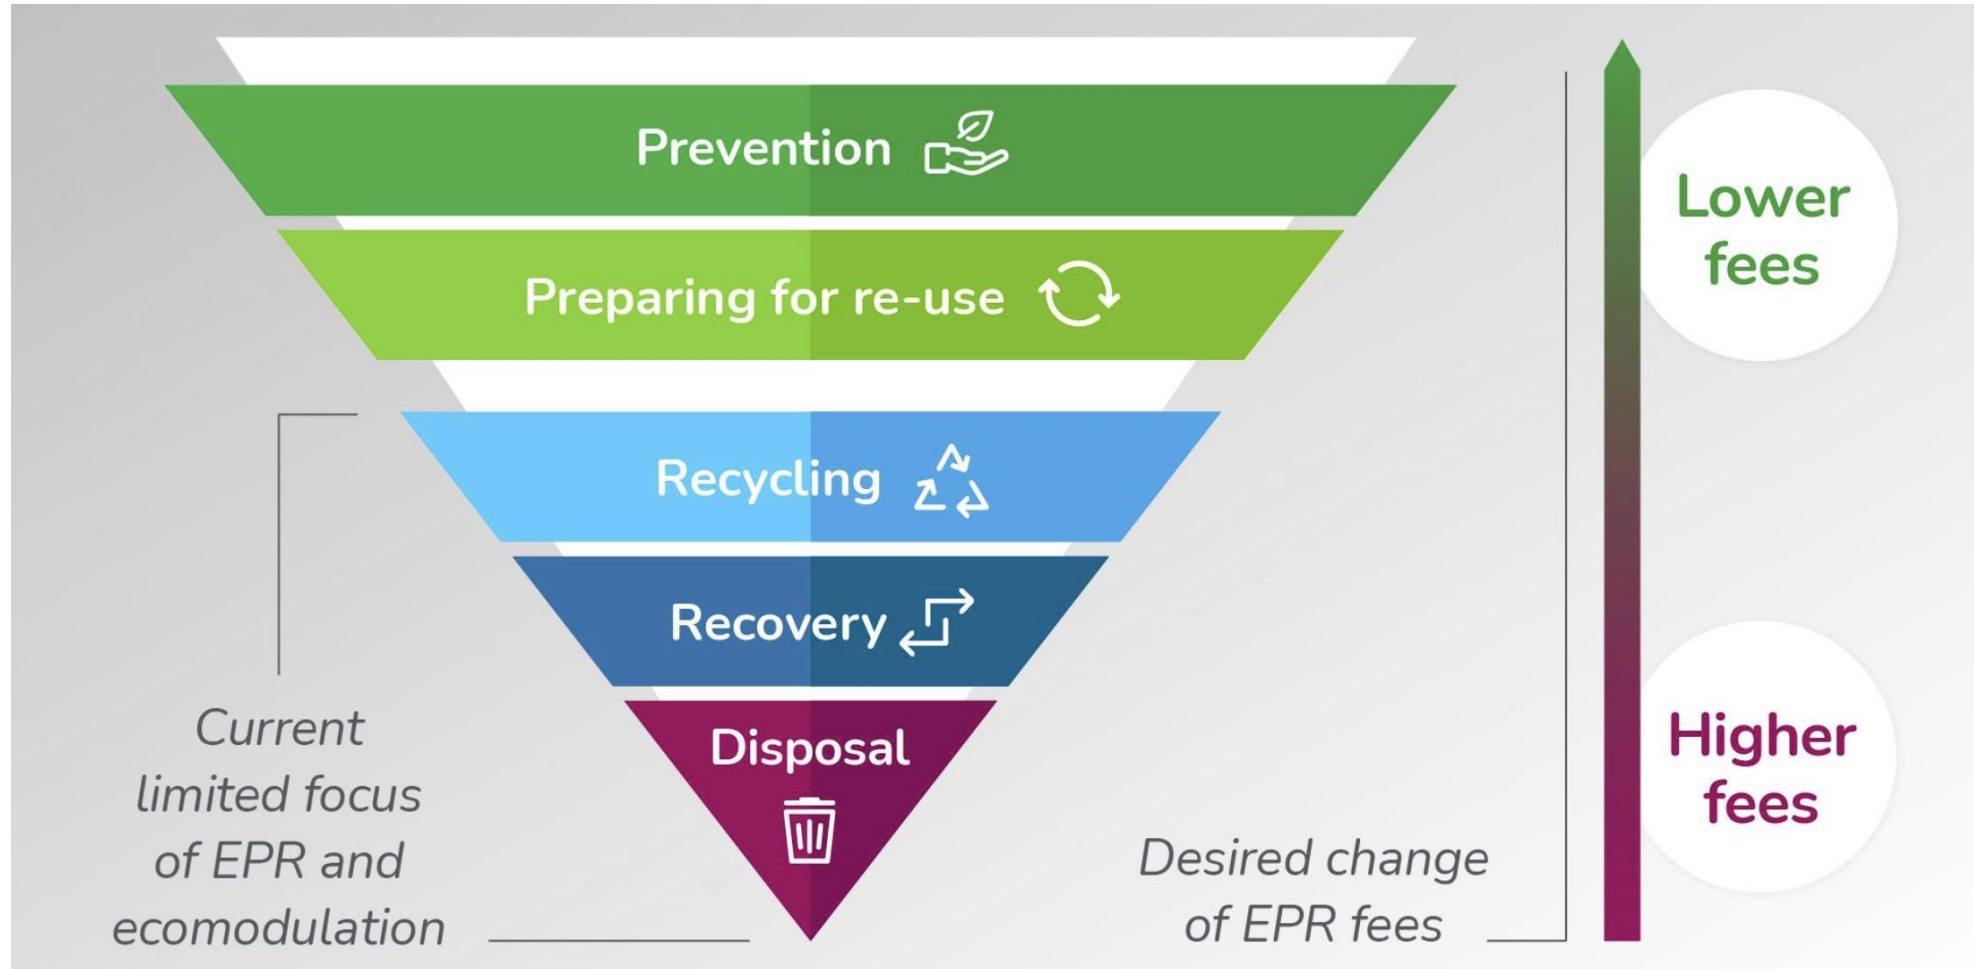 Prevention
Preparing for re-use
Recycling
Recovery
Disposal
Current
limited focus
of EPR and
ecomodulation
Desired change
of EPR fees
Lower
fees
Higher
fees